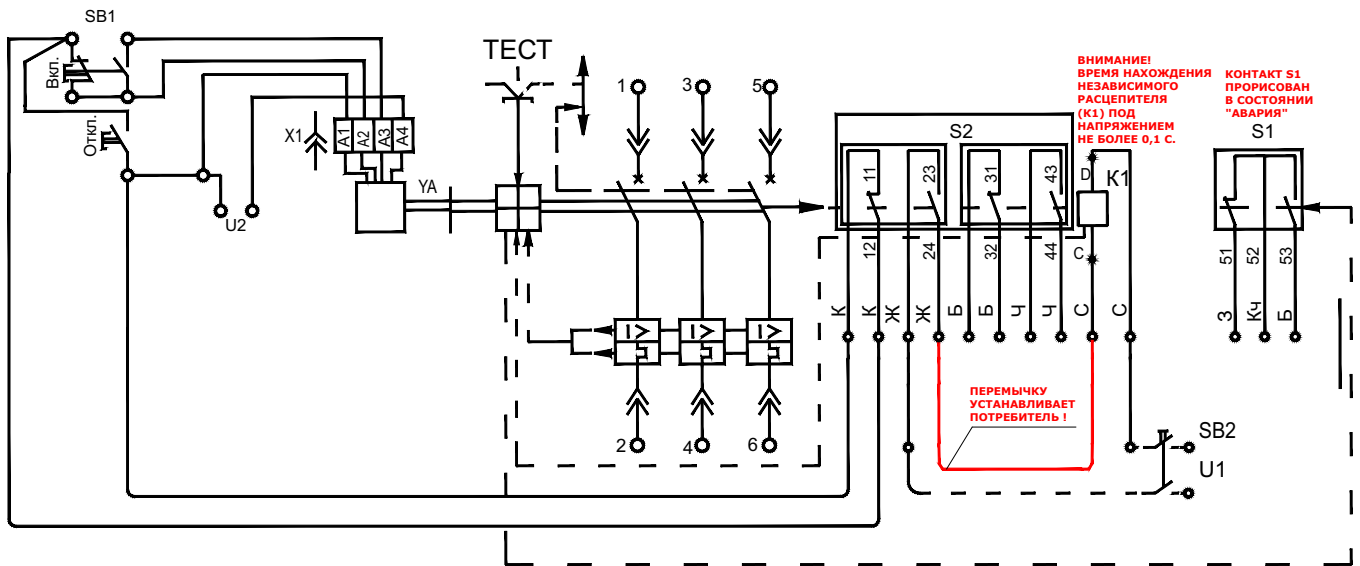 SB1
Вкл.
Откл.
X1
A1
A2
A3
A4
U2
YA
ТЕСТ
1
3
5
2
4
6
S2
11
23
31
43
12
24
32
44
К
К
Ж
Ж
Б
Б
Ч
Ч
С
С
ВНИМАНИЕ!
ВРЕМЯ НАХОЖДЕНИЯ
НЕЗАВИСИМОГО
РАСЦЕПИТЕЛЯ
(К1) ПОД
НАПРЯЖЕНИЕМ
НЕ БОЛЕЕ 0,1 С.
D
К1
C
КОНТАКТ S1
ПРОРИСОВАН
В СОСТОЯНИИ
"АВАРИЯ"
S1
51
52
53
З
Кч
Б
ПЕРЕМЫЧКУ
УСТАНАВЛИВАЕТ
ПОТРЕБИТЕЛЬ !
SB2
U1